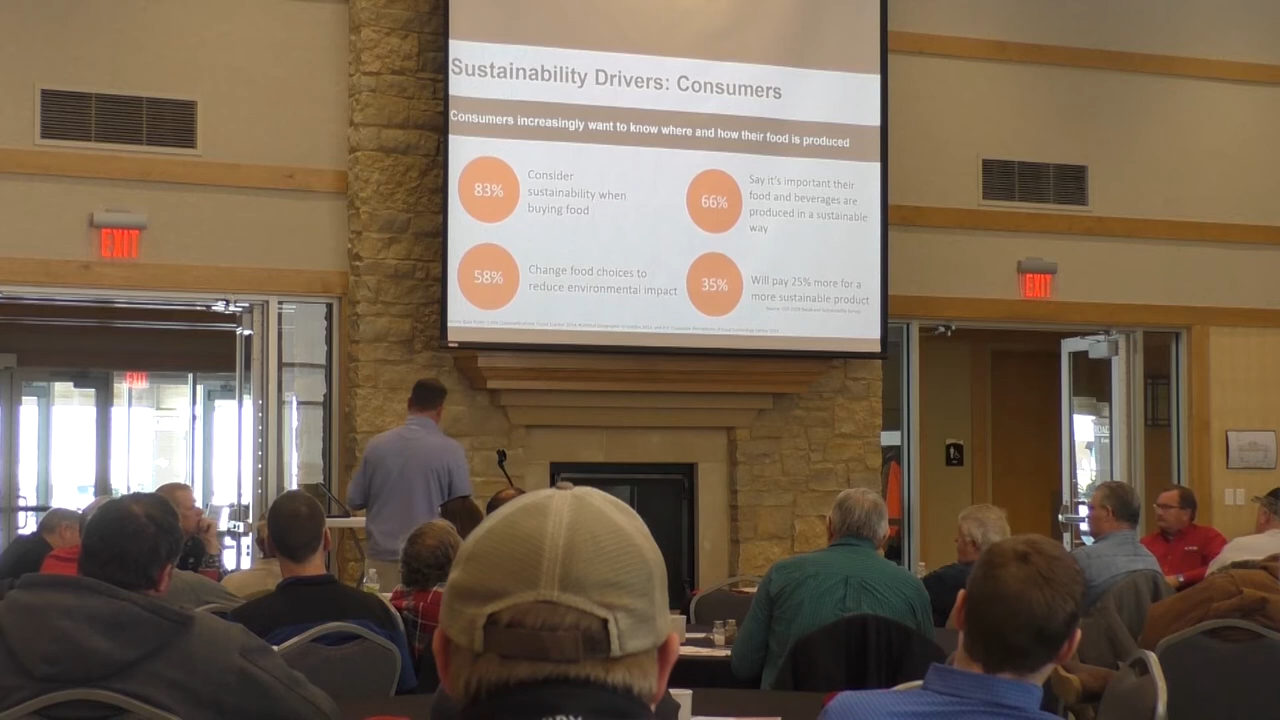 Sustainability Drivers: Consumers
Consumers increasingly want to know where and how their food is produced
83%
Consider
sustainability when
buying food
66%
Say it's important their
food and beverages are
produced in a sustainable
way
58%
Change food choices to
reduce environmental impact
35%
Will pay 25% more for a
more sustainable product
EXIT
EXIT
EXIT